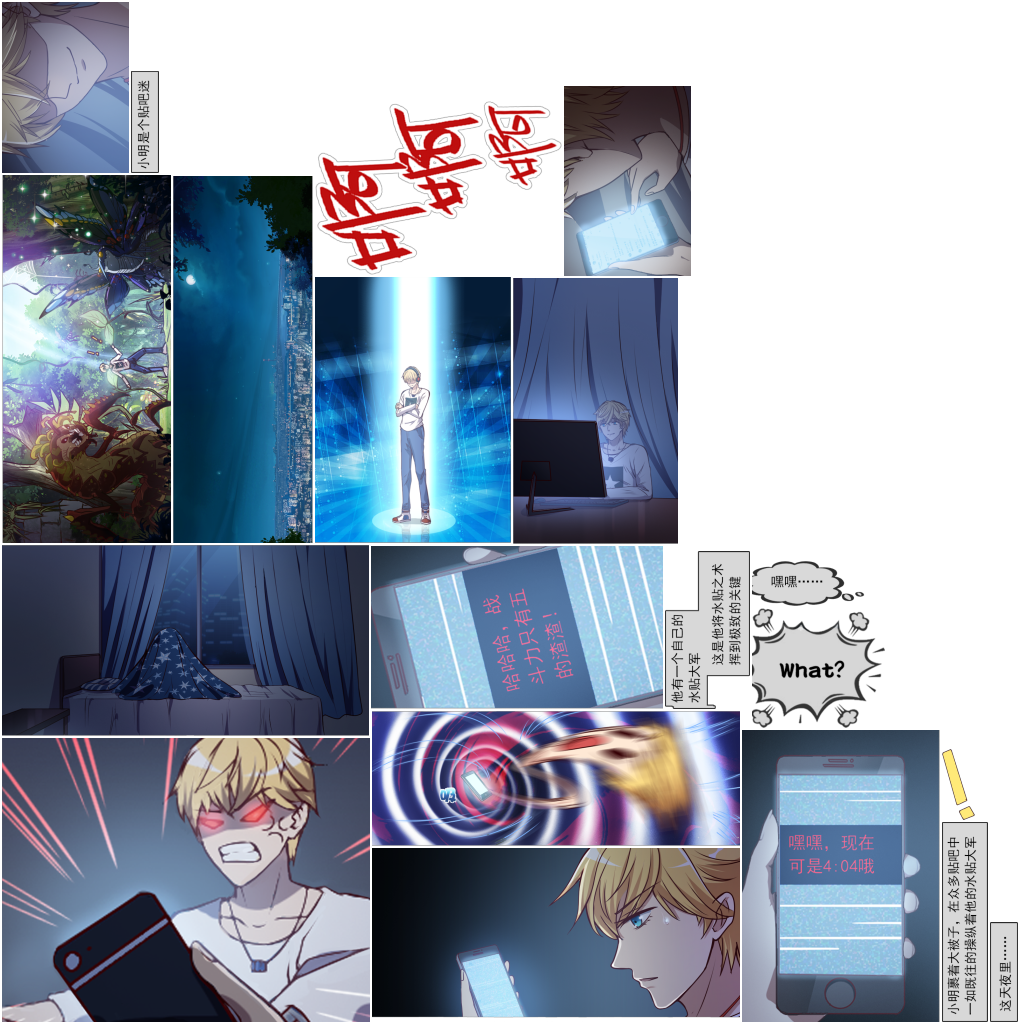 小明是个贴吧迷
啊
啊
啊
哈哈哈，战
斗力只有五
的渣渣！
他有一个自己的
水贴大军
这是他将水贴之术
挥到极致的关键
嘿嘿……
What?
嘿嘿，现在
可是4:04哦
！
小明裹着大被子，在众多贴吧中
一如既往的操纵着他的水贴大军
这天夜里……